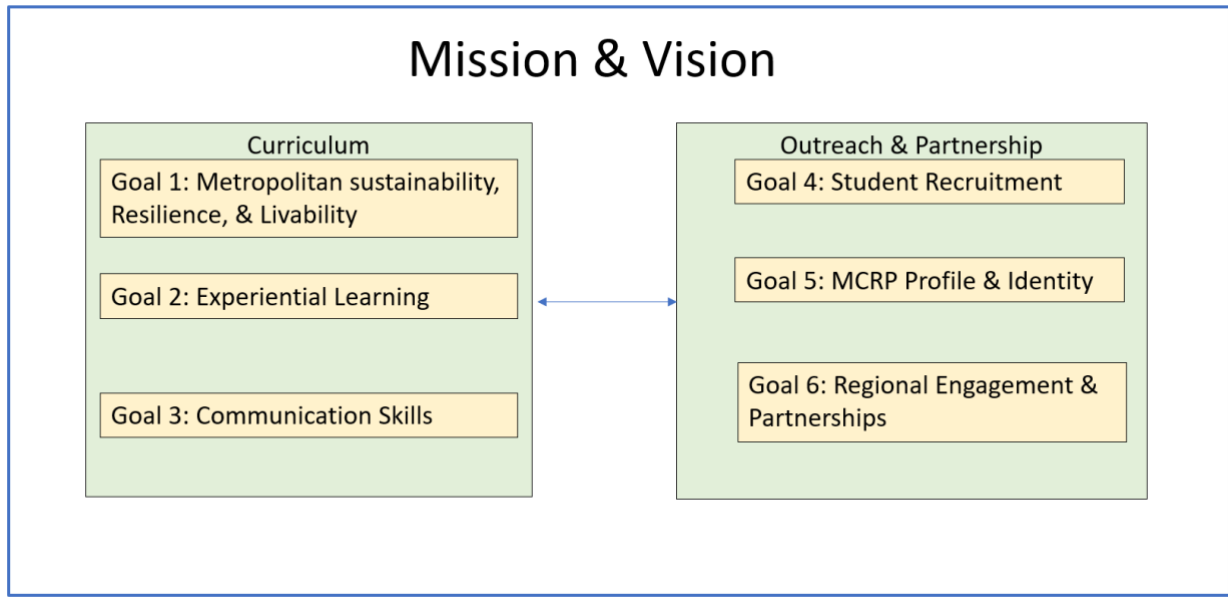 Mission & Vision
Curriculum
Goal 1: Metropolitan sustainability,
Resilience, & Livability
Goal 2: Experiential Learning
Goal 3: Communication Skills
Outreach & Partnership
Goal 4: Student Recruitment
Goal 5: MCRP Profile & Identity
Goal 6: Regional Engagement &
Partnerships